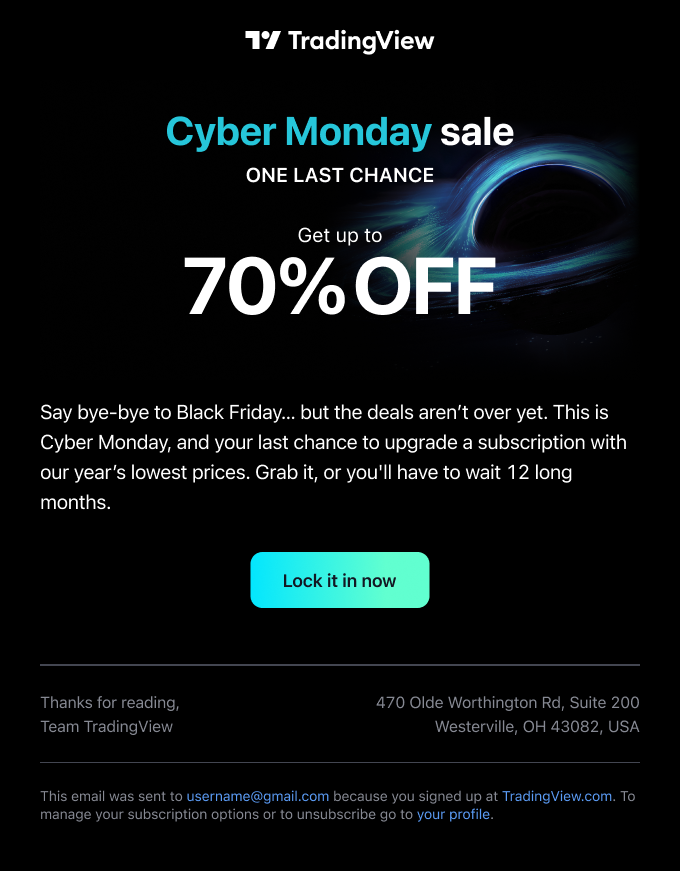 TradingView
Cyber Monday sale
ONE LAST CHANCE
Get up to
70% OFF
Say bye-bye to Black Friday... but the deals aren’t over yet. This is
Cyber Monday, and your last chance to upgrade a subscription with
our year’s lowest prices. Grab it, or you'll have to wait 12 long
months.
Lock it in now
Thanks for reading,
Team TradingView
470 Olde Worthington Rd, Suite 200
Westerville, OH 43082, USA
This email was sent to username@gmail.com because you signed up at TradingView.com. To
manage your subscription options or to unsubscribe go to your profile.